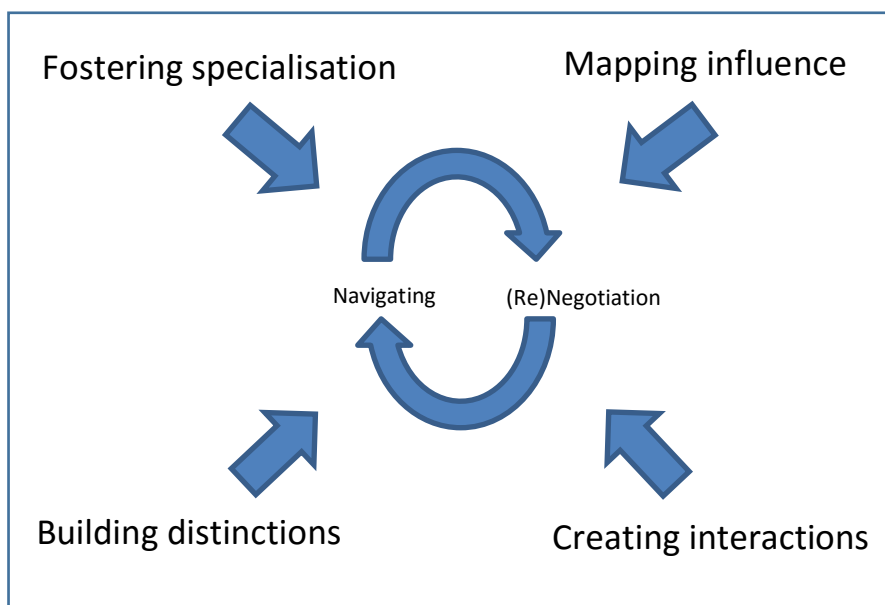 Fostering specialisation
Mapping influence
Navigating
(Re)Negotiation
Building distinctions
Creating interactions